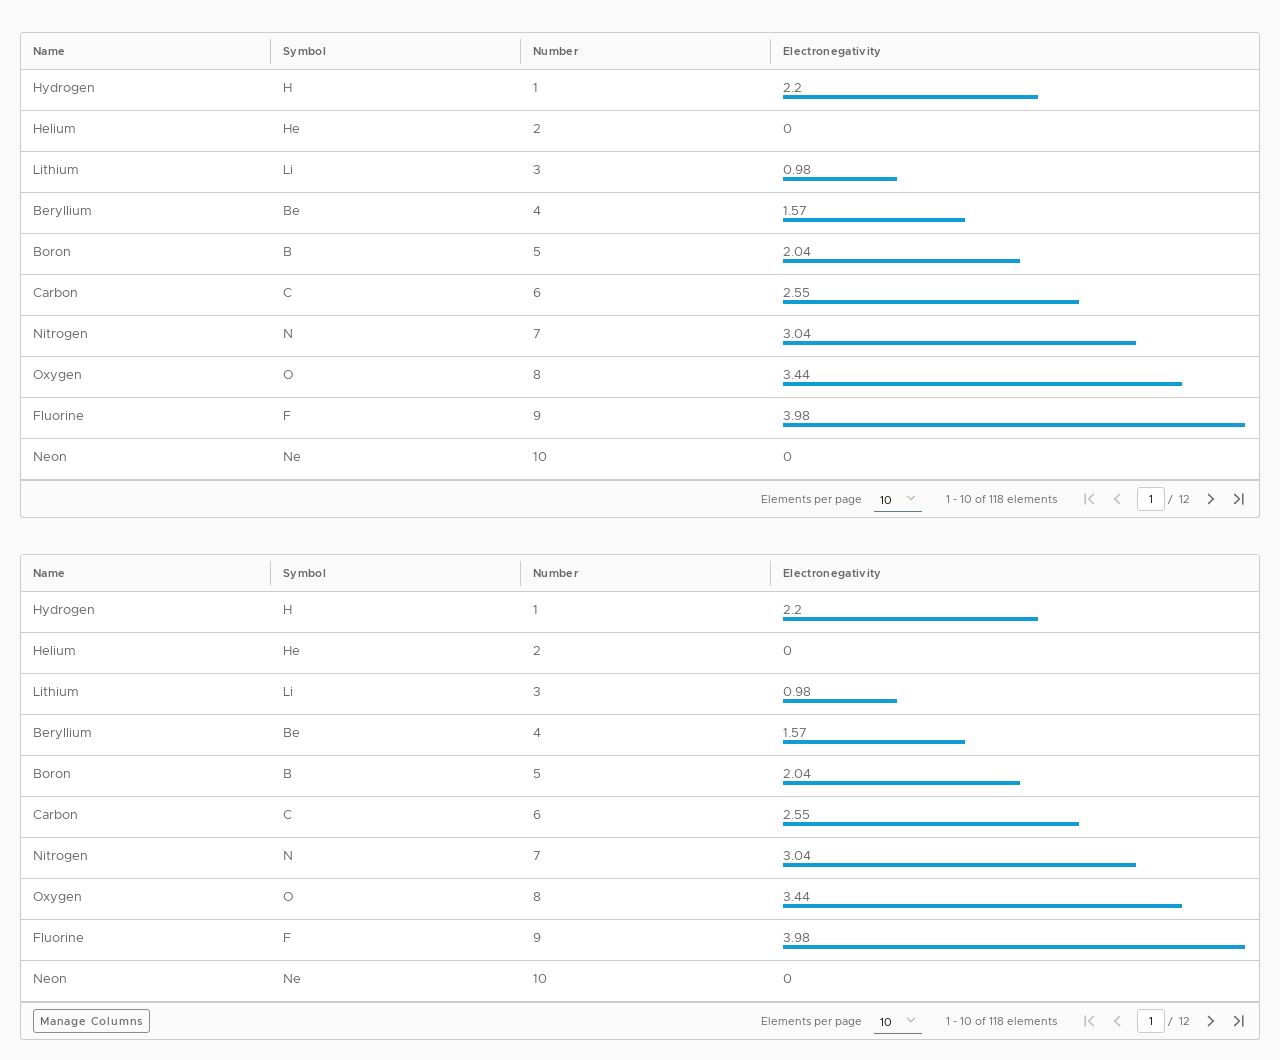 Name Symbol Number Electronegativity
Hydrogen H 1 2.2
Helium He 2 0
Lithium Li 3 0.98
Beryllium Be 4 1.57
Boron B 5 2.04
Carbon C 6 2.55
Nitrogen N 7 3.04
Oxygen O 8 3.44
Fluorine F 9 3.98
Neon Ne 10 0
Elements per page 10 1 - 10 of 118 elements 1 / 12
Name Symbol Number Electronegativity
Hydrogen H 1 2.2
Helium He 2 0
Lithium Li 3 0.98
Beryllium Be 4 1.57
Boron B 5 2.04
Carbon C 6 2.55
Nitrogen N 7 3.04
Oxygen O 8 3.44
Fluorine F 9 3.98
Neon Ne 10 0
Manage Columns Elements per page 10 1 - 10 of 118 elements 1 / 12